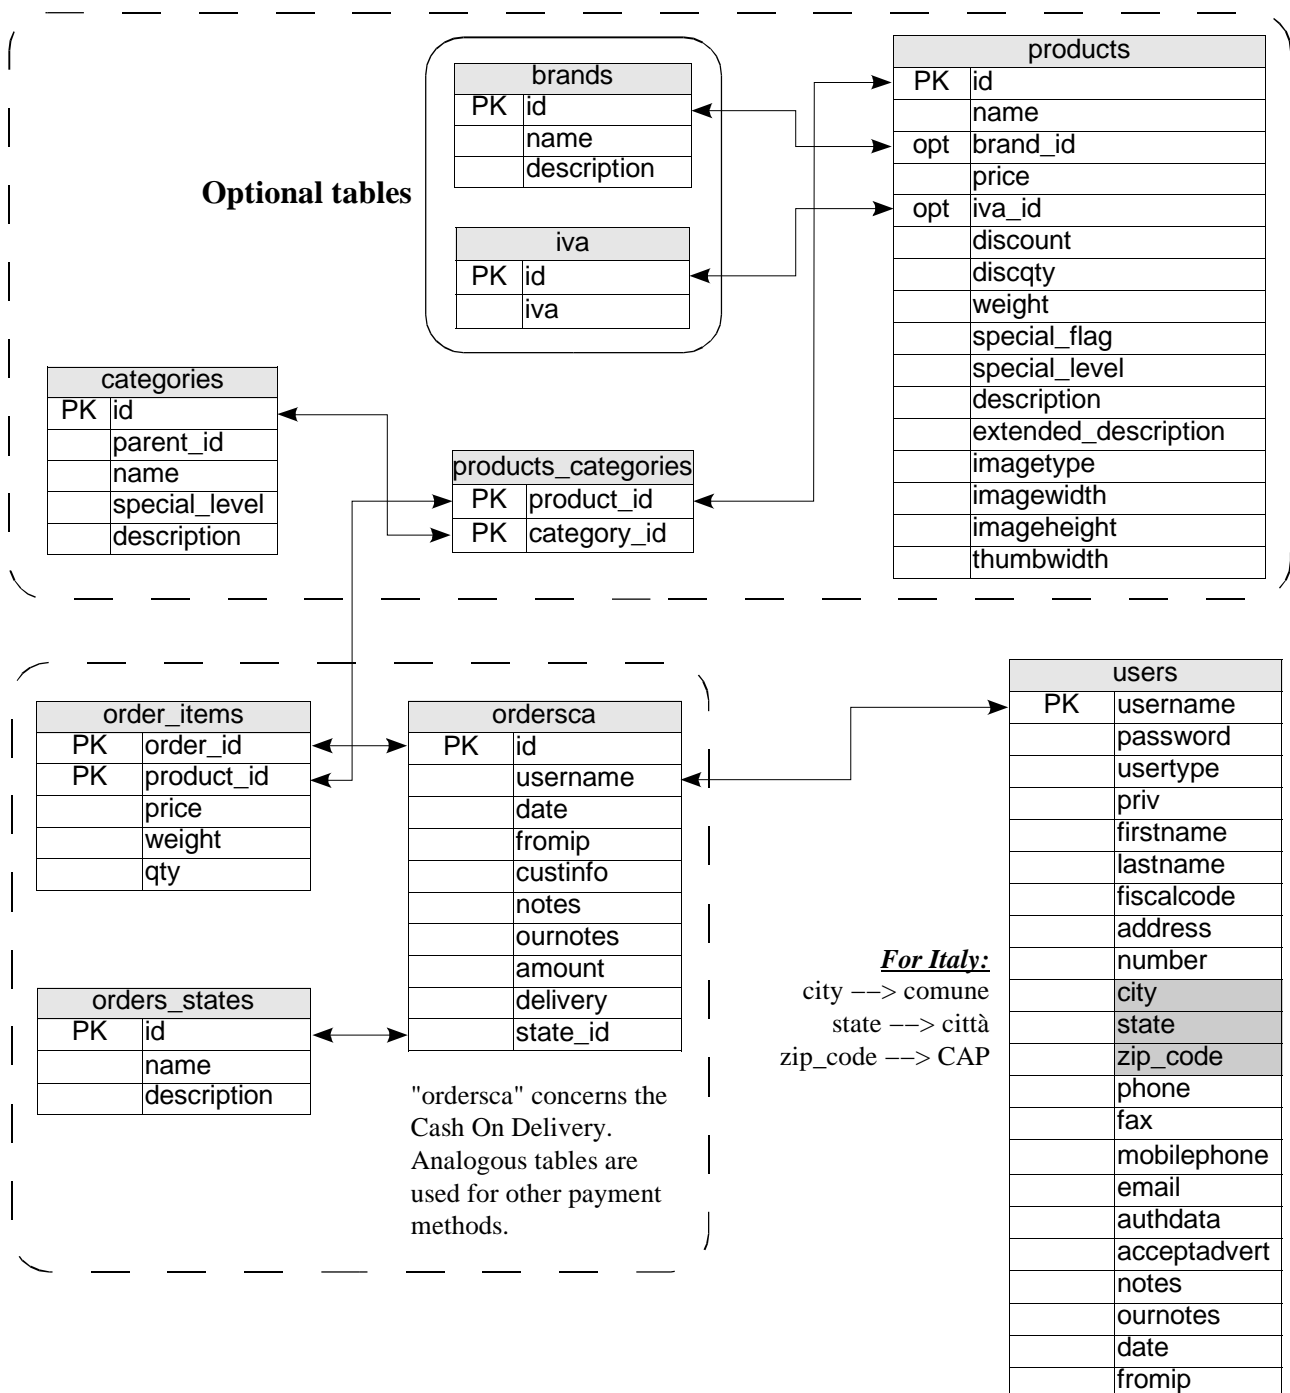 brands
PK id
name
description
Optional tables
iva
PK id
iva
products
PK id
name
opt brand_id
price
opt iva_id
discount
discqty
weight
special_flag
special_level
description
extended_description
imagetype
imagewidth
imageheight
thumbwidth
categories
PK id
parent_id
name
special_level
description
products_categories
PK product_id
PK category_id
order_items
PK order_id
PK product_id
price
weight
qty
ordersca
PK id
username
date
fromip
custinfo
notes
ournotes
amount
delivery
state_id
orders_states
PK id
name
description
"ordersca" concerns the
Cash On Delivery.
Analogous tables are
used for other payment
methods.
For Italy:
city −−> comune
state −−> città
zip_code −−> CAP
users
PK username
password
usertype
priv
firstname
lastname
fiscalcode
address
number
city
state
zip_code
phone
fax
mobilephone
email
authdata
acceptadvert
notes
ournotes
date
fromip